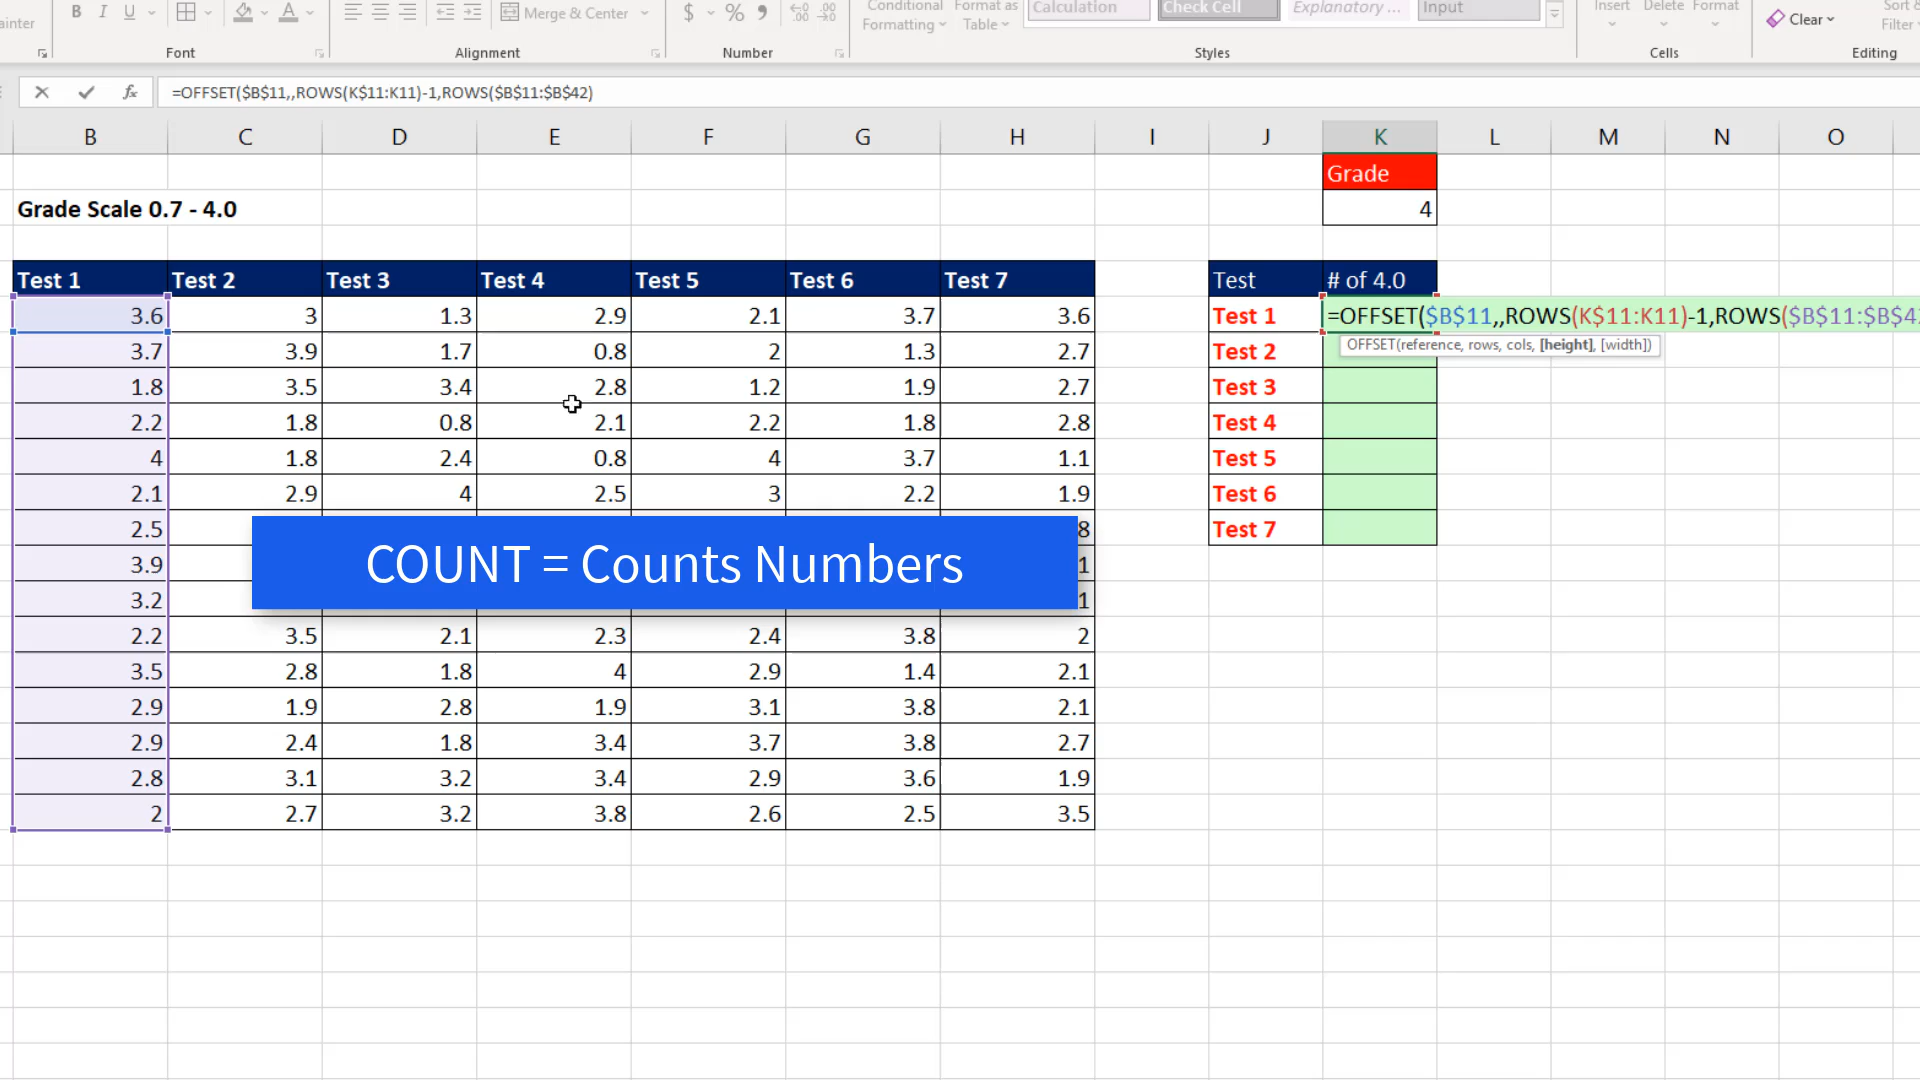 ainter
B I U
Merge & Center
$ % 9
Conditional Formatting
Format as Table
Calculation
Check Cell
Explanatory ...
Input
Insert
Delete
Format
Clear
Sort &
Filter
Font
Alignment
Number
Styles
Cells
Editing
fx =OFFSET($B$11,,ROWS(K$11:K11)-1,ROWS($B$11:$B$42)
B C D E F G H I J K L M N O
Grade
Grade Scale 0.7 - 4.0 4
Test 1 Test 2 Test 3 Test 4 Test 5 Test 6 Test 7 Test # of 4.0
3.6 3 1.3 2.9 2.1 3.7 3.6 Test 1 =OFFSET($B$11,,ROWS(K$11:K11)-1,ROWS($B$11:$B$42
OFFSET(reference, rows, cols, [height], [width])
3.7 3.9 1.7 0.8 2 1.3 2.7 Test 2
1.8 3.5 3.4 2.8 1.2 1.9 2.7 Test 3
2.2 1.8 0.8 2.1 2.2 1.8 2.8 Test 4
4 1.8 2.4 0.8 4 3.7 1.1 Test 5
2.1 2.9 4 2.5 3 2.2 1.9 Test 6
2.5 8 Test 7
COUNT = Counts Numbers
3.9 1
3.2 1
2.2 3.5 2.1 2.3 2.4 3.8 2
3.5 2.8 1.8 4 2.9 1.4 2.1
2.9 1.9 2.8 1.9 3.1 3.8 2.1
2.9 2.4 1.8 3.4 3.7 3.8 2.7
2.8 3.1 3.2 3.4 2.9 3.6 1.9
2 2.7 3.2 3.8 2.6 2.5 3.5